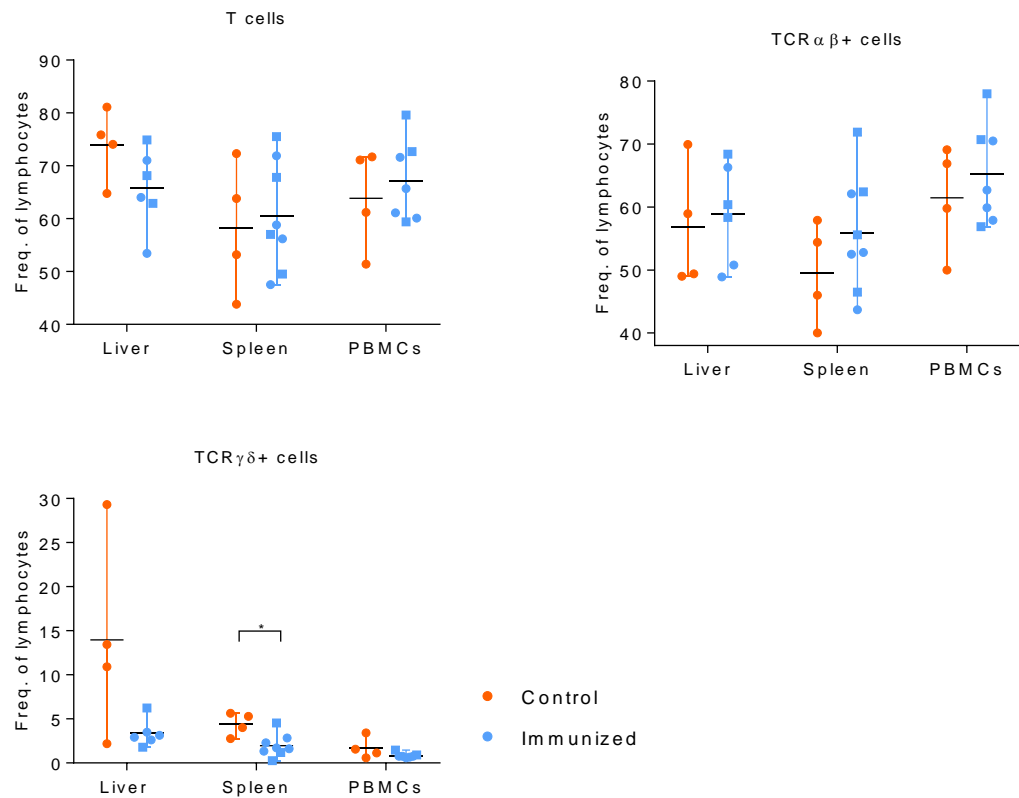 T cells
Freq. of lymphocytes
90
80
70
60
50
40
Liver Spleen PBMCs
TCRα β+ cells
Freq. of lymphocytes
80
70
60
50
40
Liver Spleen PBMCs
TCRγδ+ cells
Freq. of lymphocytes
30
25
20
15
10
5
0
*
Liver Spleen PBMCs
Control
Immunized